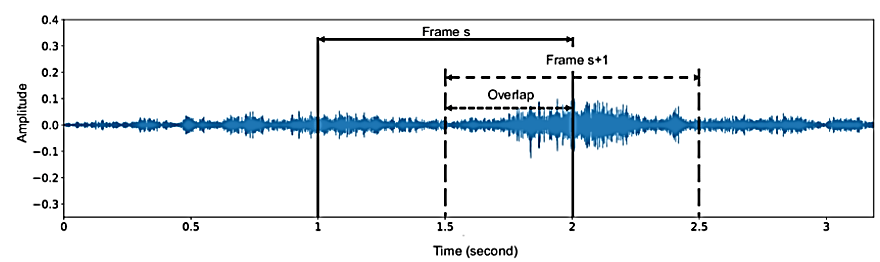 0.4
0.3
0.2
0.1
0.0
−0.1
−0.2
−0.3
Amplitude
Frame s
Frame s+1
Overlap
0 0.5 1 1.5 2 2.5 3
Time (second)